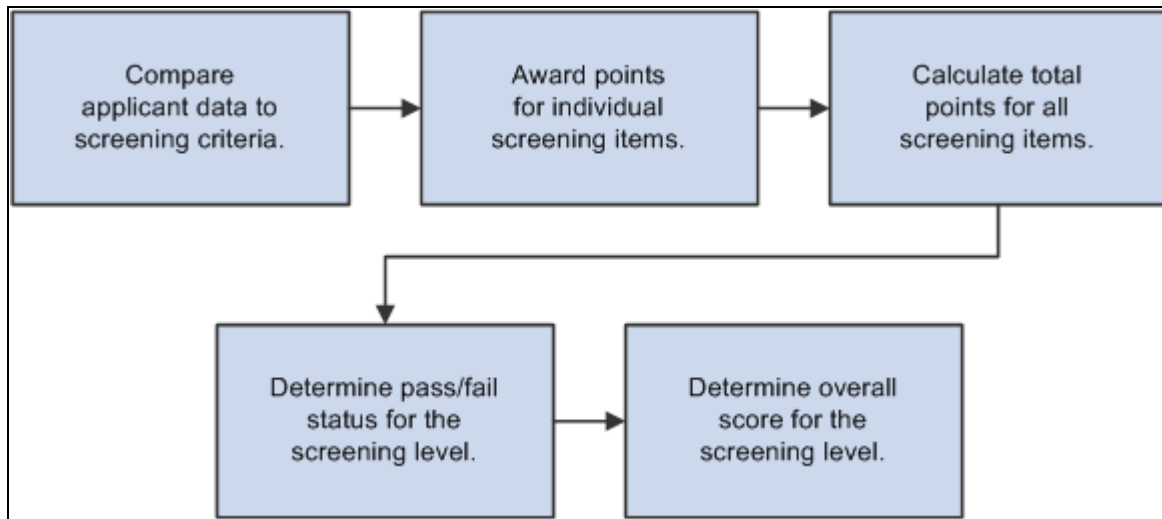 Compare
applicant data to
screening criteria.
Award points
for individual
screening items.
Calculate total
points for all
screening items.
Determine pass/fail
status for the
screening level.
Determine overall
score for the
screening level.